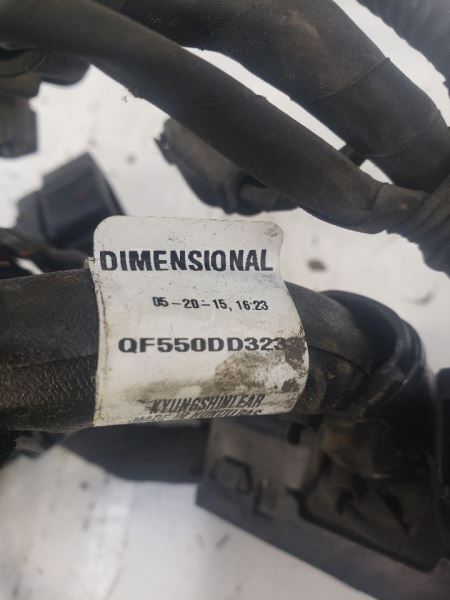 DIMENSIONAL
05-20-15, 16:23
QF550DD323
KYUNGSHINLEAR